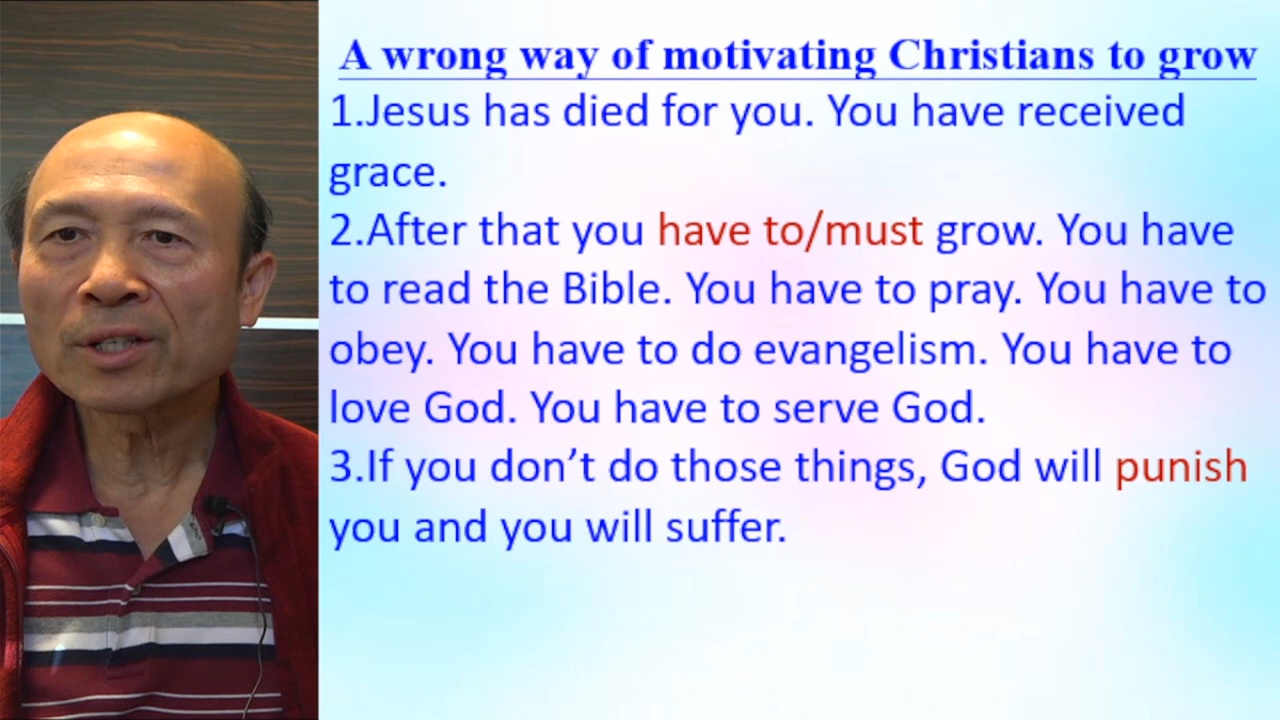 A wrong way of motivating Christians to grow
1.Jesus has died for you. You have received
grace.
2.After that you have to/must grow. You have
to read the Bible. You have to pray. You have to
obey. You have to do evangelism. You have to
love God. You have to serve God.
3.If you don’t do those things, God will punish
you and you will suffer.